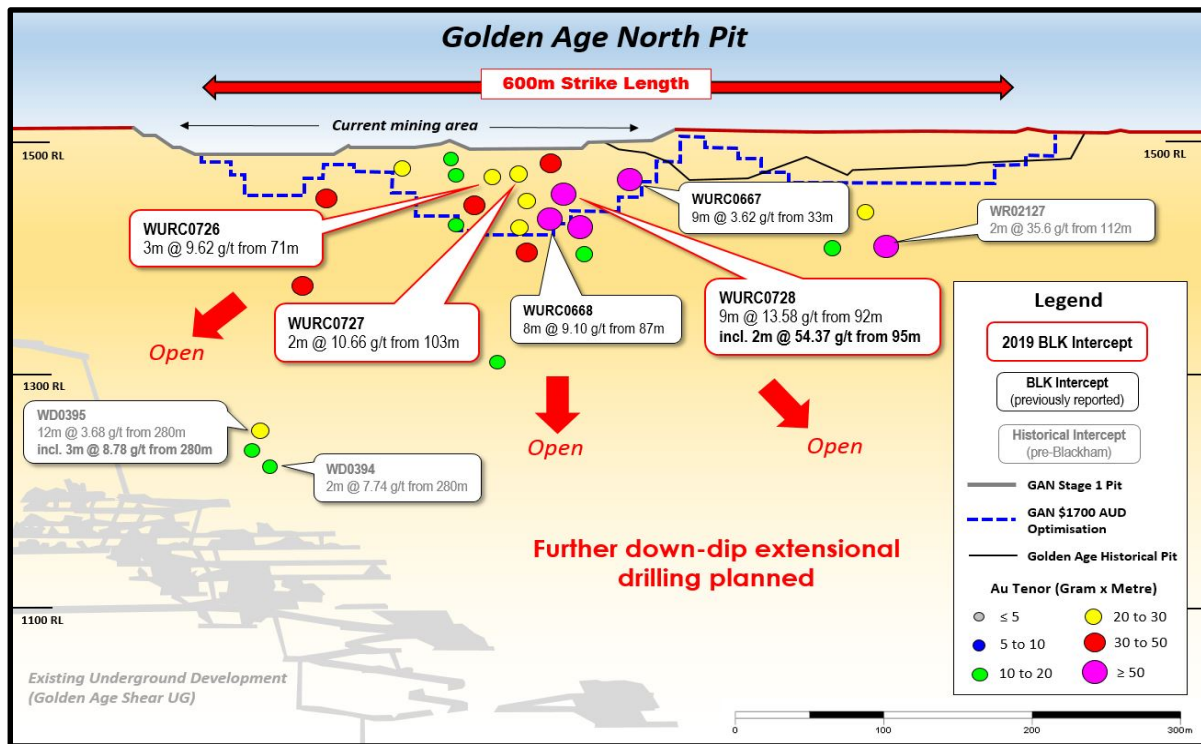 Golden Age North Pit
600m Strike Length
Current mining area
1500 RL
1500 RL
WURC0667
9m @ 3.62 g/t from 33m
WURC0726
3m @ 9.62 g/t from 71m
WR02127
2m @ 35.6 g/t from 112m
WURC0727
2m @ 10.66 g/t from 103m
WURC0668
8m @ 9.10 g/t from 87m
WURC0728
9m @ 13.58 g/t from 92m
incl. 2m @ 54.37 g/t from 95m
Open
Open
Open
1300 RL
WD0395
12m @ 3.68 g/t from 280m
incl. 3m @ 8.78 g/t from 280m
WD0394
2m @ 7.74 g/t from 280m
Further down-dip extensional
drilling planned
1100 RL
Existing Underground Development
(Golden Age Shear UG)
Legend
2019 BLK Intercept
BLK Intercept
(previously reported)
Historical Intercept
(pre-Blackham)
GAN Stage 1 Pit
GAN $1700 AUD
Optimisation
Golden Age Historical Pit
Au Tenor (Gram x Metre)
≤ 5
20 to 30
5 to 10
30 to 50
10 to 20
≥ 50
0
100
200
300m